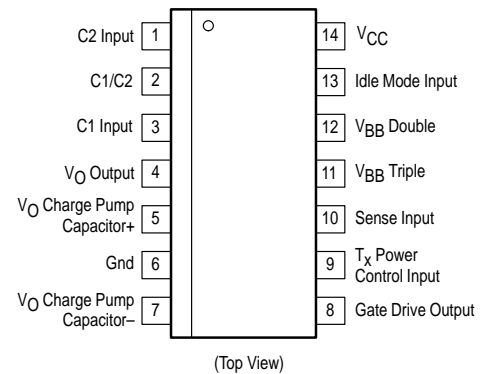 C2 Input 1
C1/C2 2
C1 Input 3
VO Output 4
VO Charge Pump
Capacitor+ 5
Gnd 6
VO Charge Pump
Capacitor– 7
14 VCC
13 Idle Mode Input
12 VBB Double
11 VBB Triple
10 Sense Input
9 Tx Power
Control Input
8 Gate Drive Output
(Top View)